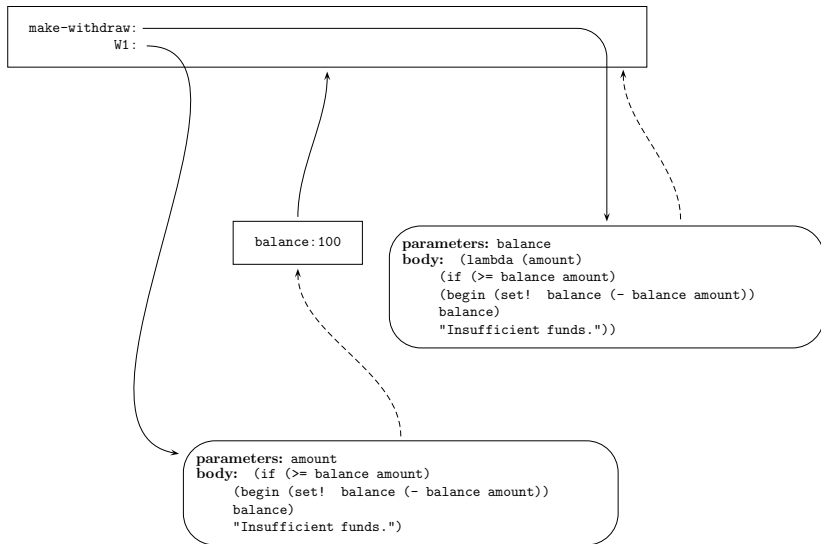 make-withdraw:
W1:
balance:100
parameters: balance
body: (lambda (amount)
(if (>= balance amount)
(begin (set! balance (- balance amount))
balance)
"Insufficient funds."))
parameters: amount
body: (if (>= balance amount)
(begin (set! balance (- balance amount))
balance)
"Insufficient funds.")